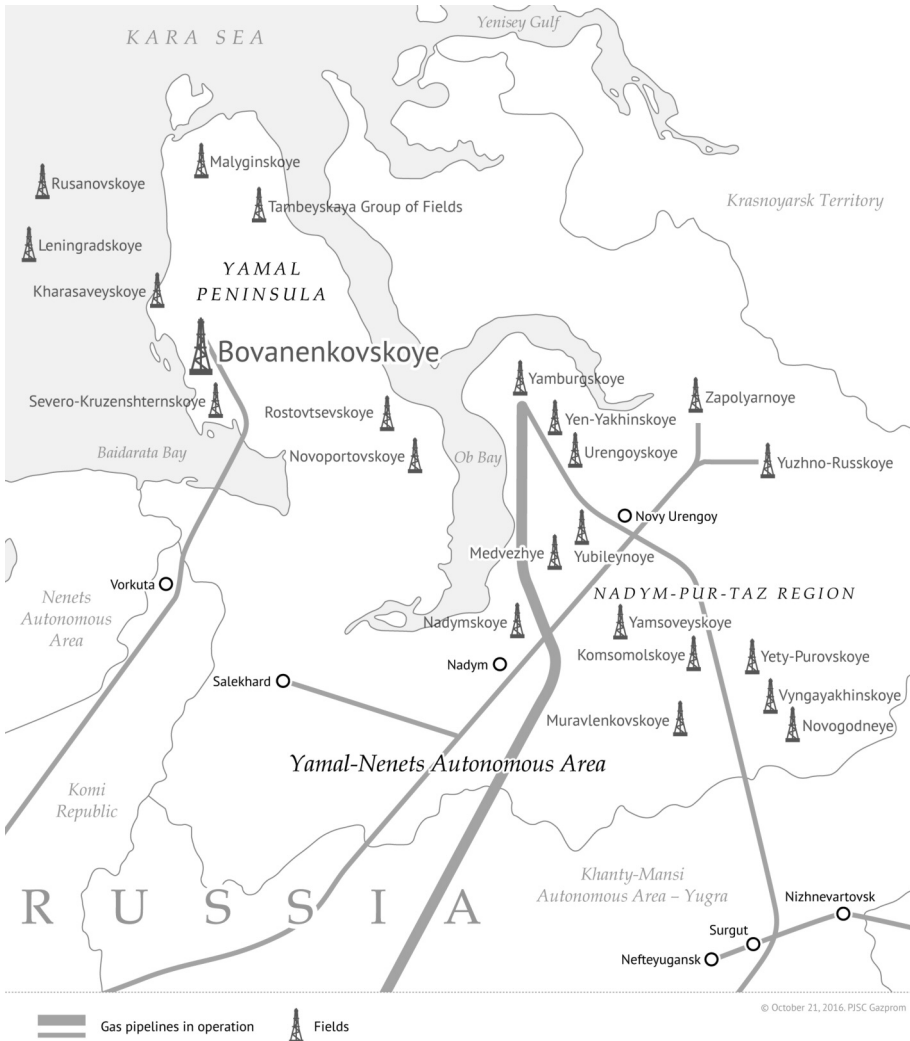 KARA SEA
Yenisey Gulf
Malyginskoye
Rusanovskoye
Tambeyskaya Group of Fields
Krasnoyarsk Territory
Leningradskoye
YAMAL
PENINSULA
Kharasaveyskoye
Bovanenkovskoye
Yamburgskoye
Severo-Kruzenshternskoye
Rostovtsevskoye
Zapolyarnoye
Yen-Yakhinskoye
Baidarata Bay
Novoportovskoye
Ob Bay
Urengoyskoye
Yuzhno-Russkoye
Novy Urengoy
Medvezhye
Yubileynoye
Vorkuta
Nenets
Autonomous
Area
NADYM-PUR-TAZ REGION
Nadymskoye
Yamsoveyskoye
Komsomolskoye
Yety-Purovskoye
Nadym
Salekhard
Vyngayakhinskoye
Muravlenkovskoye
Novogodneye
Yamal-Nenets Autonomous Area
Komi
Republic
Khanty-Mansi
Autonomous Area – Yugra
RUSSIA
Nizhnevartovsk
Surgut
Nefteyugansk
© October 21, 2016. PJSC Gazprom
Gas pipelines in operation
Fields